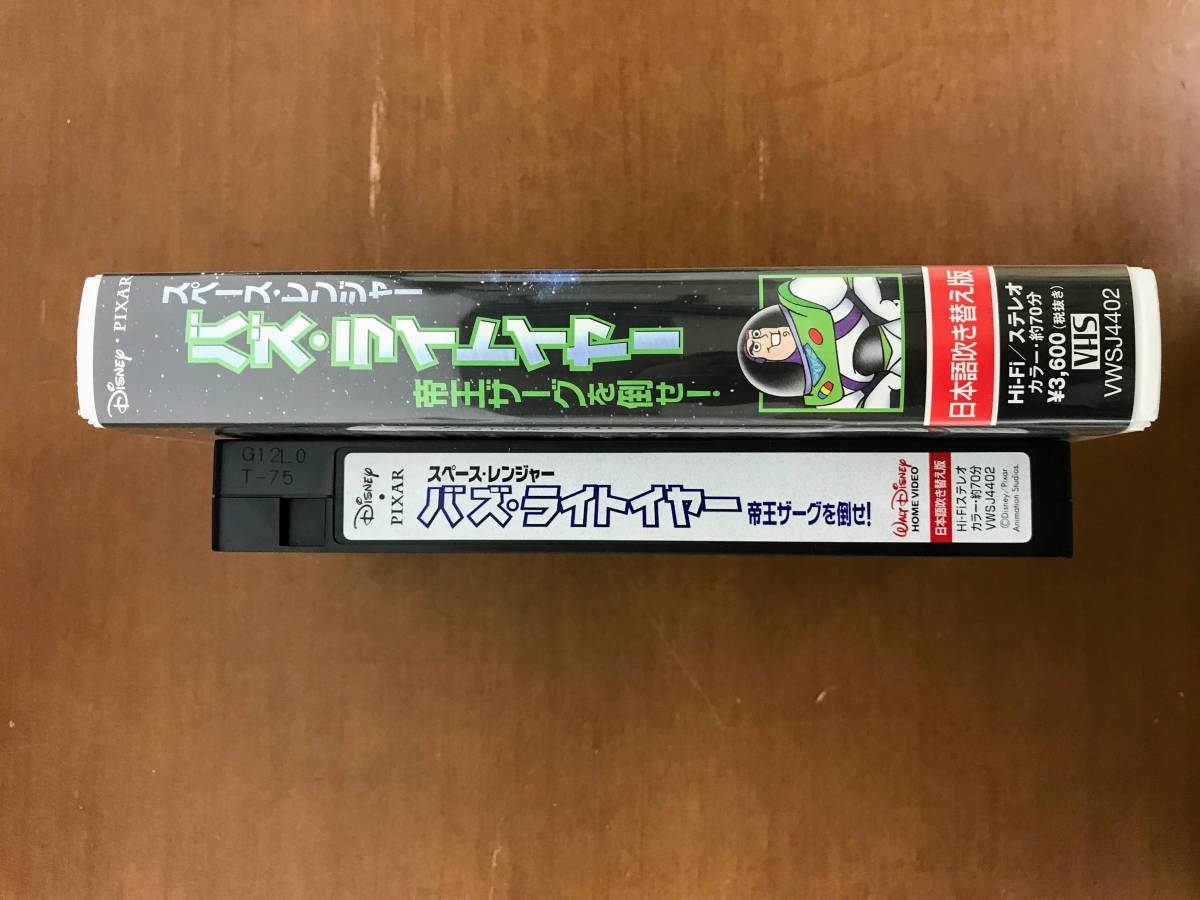 DISNEY・PIXAR
スペース・レンジャー
バズ・ライトイヤー
帝王ザーグを倒せ!
日本語吹き替え版
Hi-Fi/ステレオ
カラー・約70分
¥3,600(税抜き)
VHS
VWSJ4402
G12L0
T-75
DISNEY・PIXAR
スペース・レンジャー
バズ・ライトイヤー
帝王ザーグを倒せ!
WALT DISNEY
HOME VIDEO
日本語吹き替え版
Hi-Fiステレオ
カラー・約70分
VWSJ4402
©Disney/Pixar
Animation Studios.